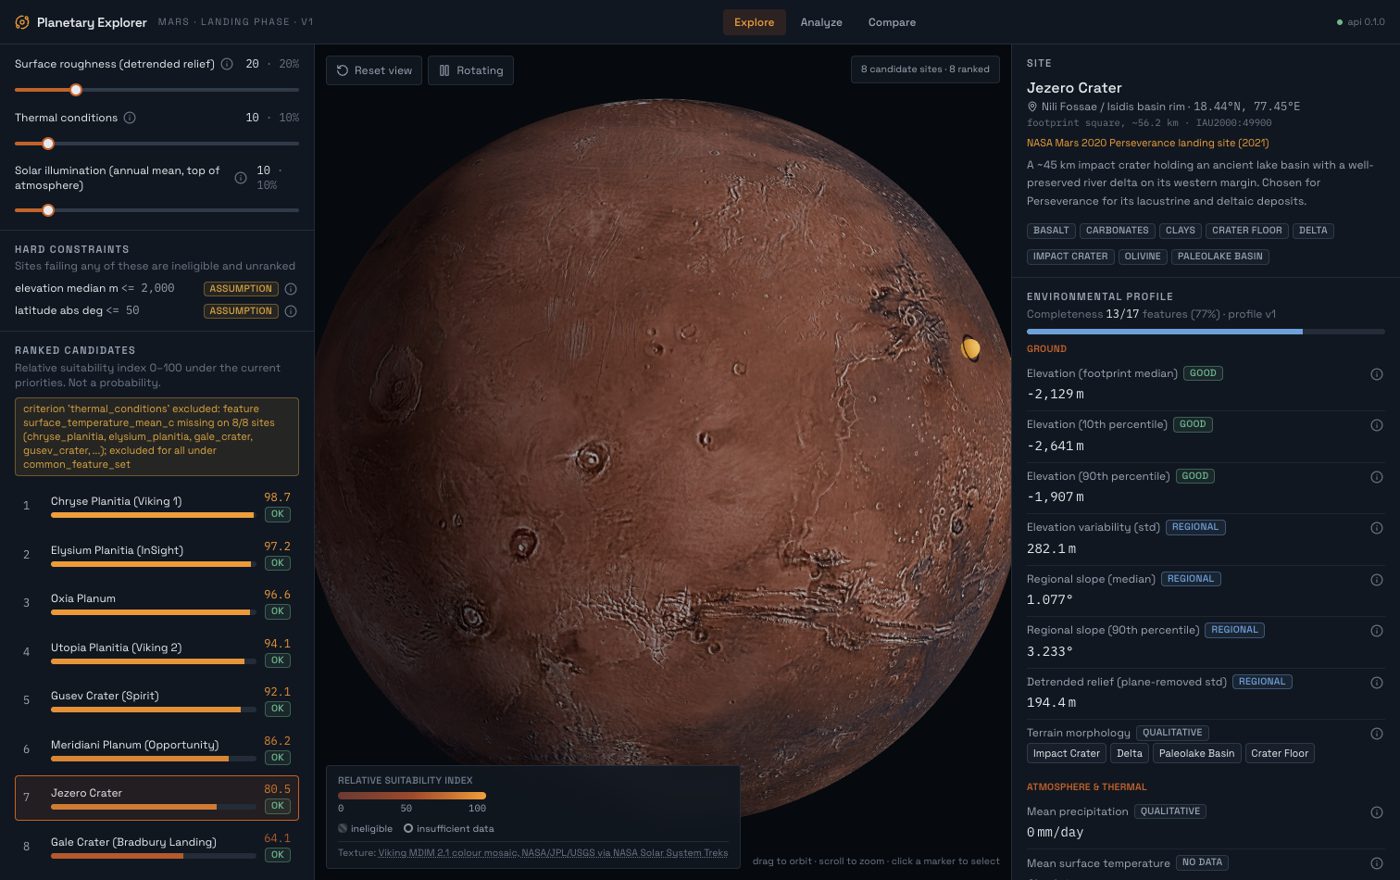 Planetary Explorer
MARS · LANDING PHASE · V1
Explore
Analyze
Compare
api 0.1.0
Surface roughness (detrended relief)
20 · 20%
Thermal conditions
10 · 10%
Solar illumination (annual mean, top of
atmosphere)
10 ·
10%
HARD CONSTRAINTS
Sites failing any of these are ineligible and unranked
elevation median m <= 2,000
ASSUMPTION
latitude abs deg <= 50
ASSUMPTION
RANKED CANDIDATES
Relative suitability index 0–100 under the current
priorities. Not a probability.
criterion 'thermal_conditions' excluded: feature
surface_temperature_mean_c missing on 8/8 sites
(chryse_planitia, elysium_planitia, gale_crater,
gusev_crater, ...); excluded for all under
common_feature_set
1
Chryse Planitia (Viking 1)
98.7
OK
2
Elysium Planitia (InSight)
97.2
OK
3
Oxia Planum
96.6
OK
4
Utopia Planitia (Viking 2)
94.1
OK
5
Gusev Crater (Spirit)
92.1
OK
6
Meridiani Planum (Opportunity)
86.2
OK
7
Jezero Crater
80.5
OK
8
Gale Crater (Bradbury Landing)
64.1
OK
Reset view
Rotating
8 candidate sites · 8 ranked
RELATIVE SUITABILITY INDEX
0 50 100
ineligible
insufficient data
Texture: Viking MDIM 2.1 colour mosaic, NASA/JPL/USGS via NASA Solar System Treks
drag to orbit · scroll to zoom · click a marker to select
SITE
Jezero Crater
Nili Fossae / Isidis basin rim · 18.44°N, 77.45°E
footprint square, ~56.2 km · IAU2000:49900
NASA Mars 2020 Perseverance landing site (2021)
A ~45 km impact crater holding an ancient lake basin with a well-
preserved river delta on its western margin. Chosen for
Perseverance for its lacustrine and deltaic deposits.
BASALT
CARBONATES
CLAYS
CRATER FLOOR
DELTA
IMPACT CRATER
OLIVINE
PALEOLAKE BASIN
ENVIRONMENTAL PROFILE
Completeness 13/17 features (77%) · profile v1
GROUND
Elevation (footprint median)
GOOD
-2,129 m
Elevation (10th percentile)
GOOD
-2,641 m
Elevation (90th percentile)
GOOD
-1,907 m
Elevation variability (std)
REGIONAL
282.1 m
Regional slope (median)
REGIONAL
1.077°
Regional slope (90th percentile)
REGIONAL
3.233°
Detrended relief (plane-removed std)
REGIONAL
194.4 m
Terrain morphology
QUALITATIVE
Impact Crater
Delta
Paleolake Basin
Crater Floor
ATMOSPHERE & THERMAL
Mean precipitation
QUALITATIVE
0 mm/day
Mean surface temperature
NO DATA